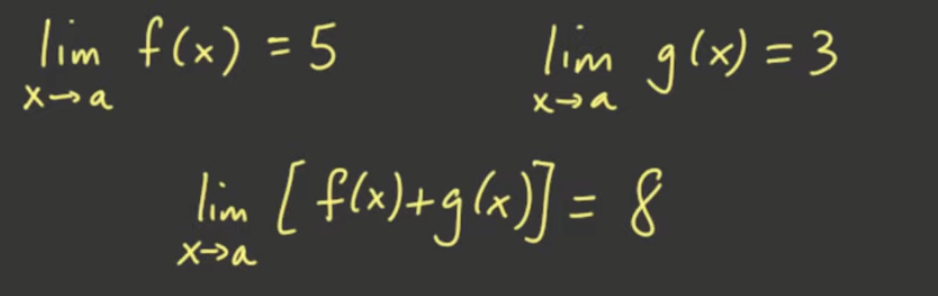 lim x→a f(x) = 5    lim x→a g(x) = 3
lim x→a [f(x)+g(x)] = 8